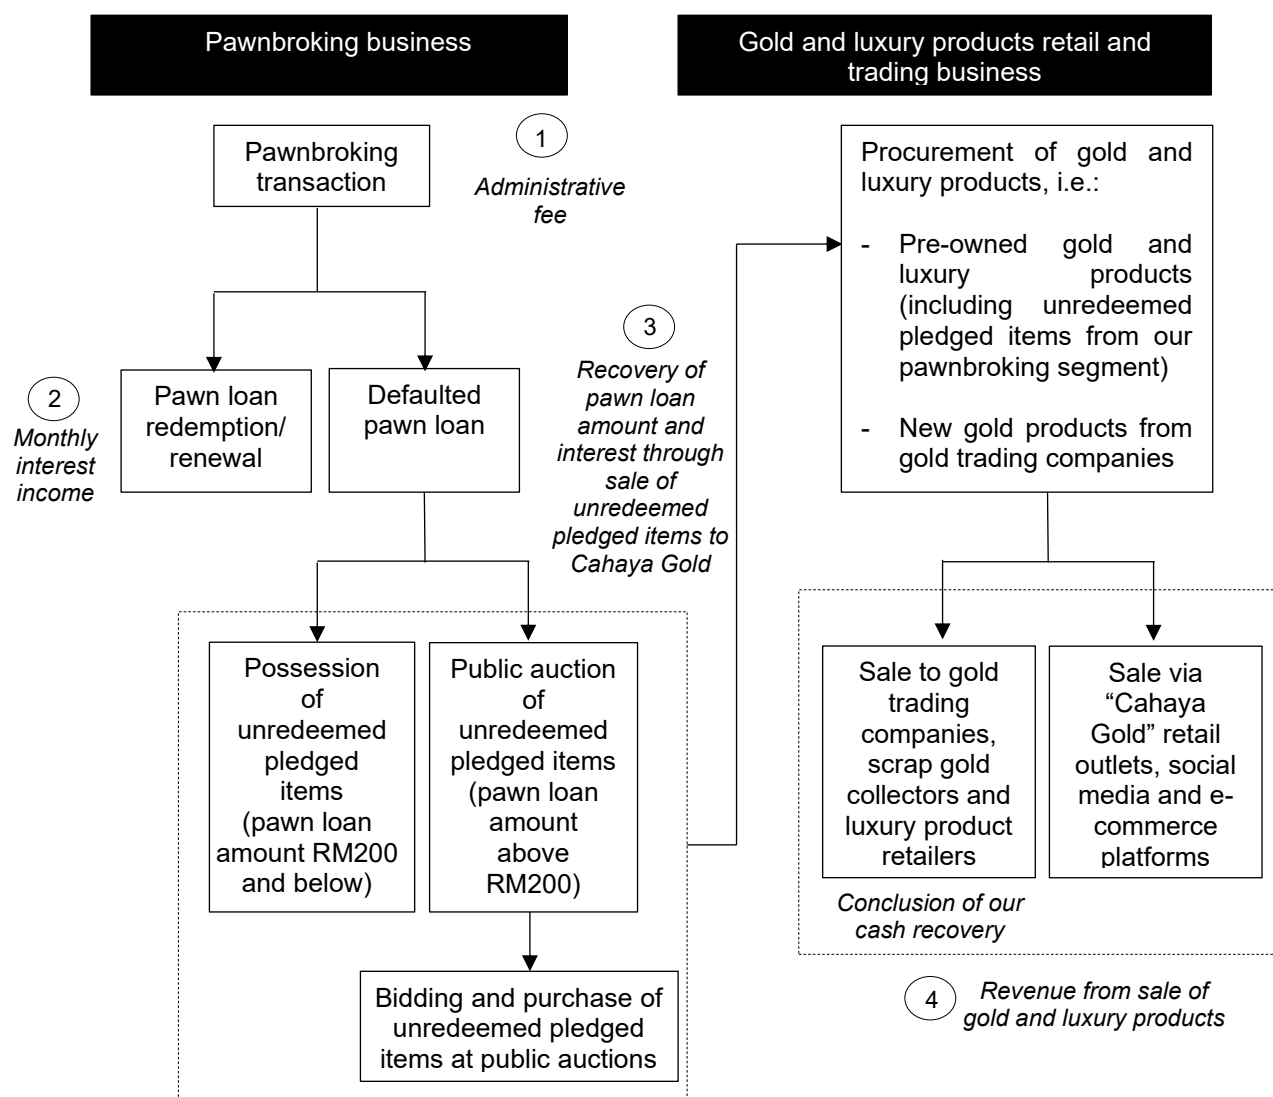 Pawnbroking business
Gold and luxury products retail and
trading business
Pawnbroking
transaction
1
Administrative
fee
2
Monthly
interest
income
Pawn loan
redemption/
renewal
Defaulted
pawn loan
3
Recovery of
pawn loan
amount and
interest through
sale of
unredeemed
pledged items to
Cahaya Gold
Possession
of
unredeemed
pledged
items
(pawn loan
amount RM200
and below)
Public auction
of
unredeemed
pledged items
(pawn loan
amount
above
RM200)
Bidding and purchase of
unredeemed pledged
items at public auctions
Procurement of gold and
luxury products, i.e.:
- Pre-owned gold and
luxury products
(including unredeemed
pledged items from our
pawnbroking segment)
- New gold products from
gold trading companies
Sale to gold
trading
companies,
scrap gold
collectors and
luxury product
retailers
Conclusion of our
cash recovery
Sale via
“Cahaya
Gold” retail
outlets, social
media and e-
commerce
platforms
4
Revenue from sale of
gold and luxury products